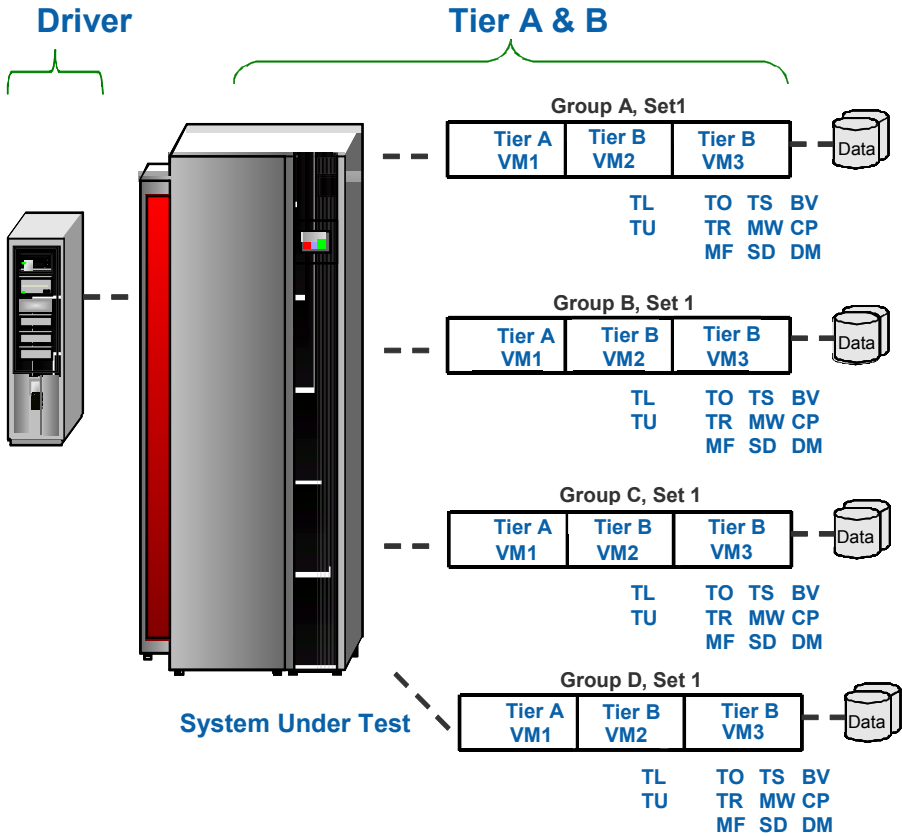 Driver
Tier A & B
Group A, Set1
Tier A Tier B Tier B
VM1 VM2 VM3
Data
TL TO TS BV
TU TR MW CP
MF SD DM
Group B, Set 1
Tier A Tier B Tier B
VM1 VM2 VM3
Data
TL TO TS BV
TU TR MW CP
MF SD DM
Group C, Set 1
Tier A Tier B Tier B
VM1 VM2 VM3
Data
TL TO TS BV
TU TR MW CP
MF SD DM
Group D, Set 1
System Under Test
Tier A Tier B Tier B
VM1 VM2 VM3
Data
TL TO TS BV
TU TR MW CP
MF SD DM